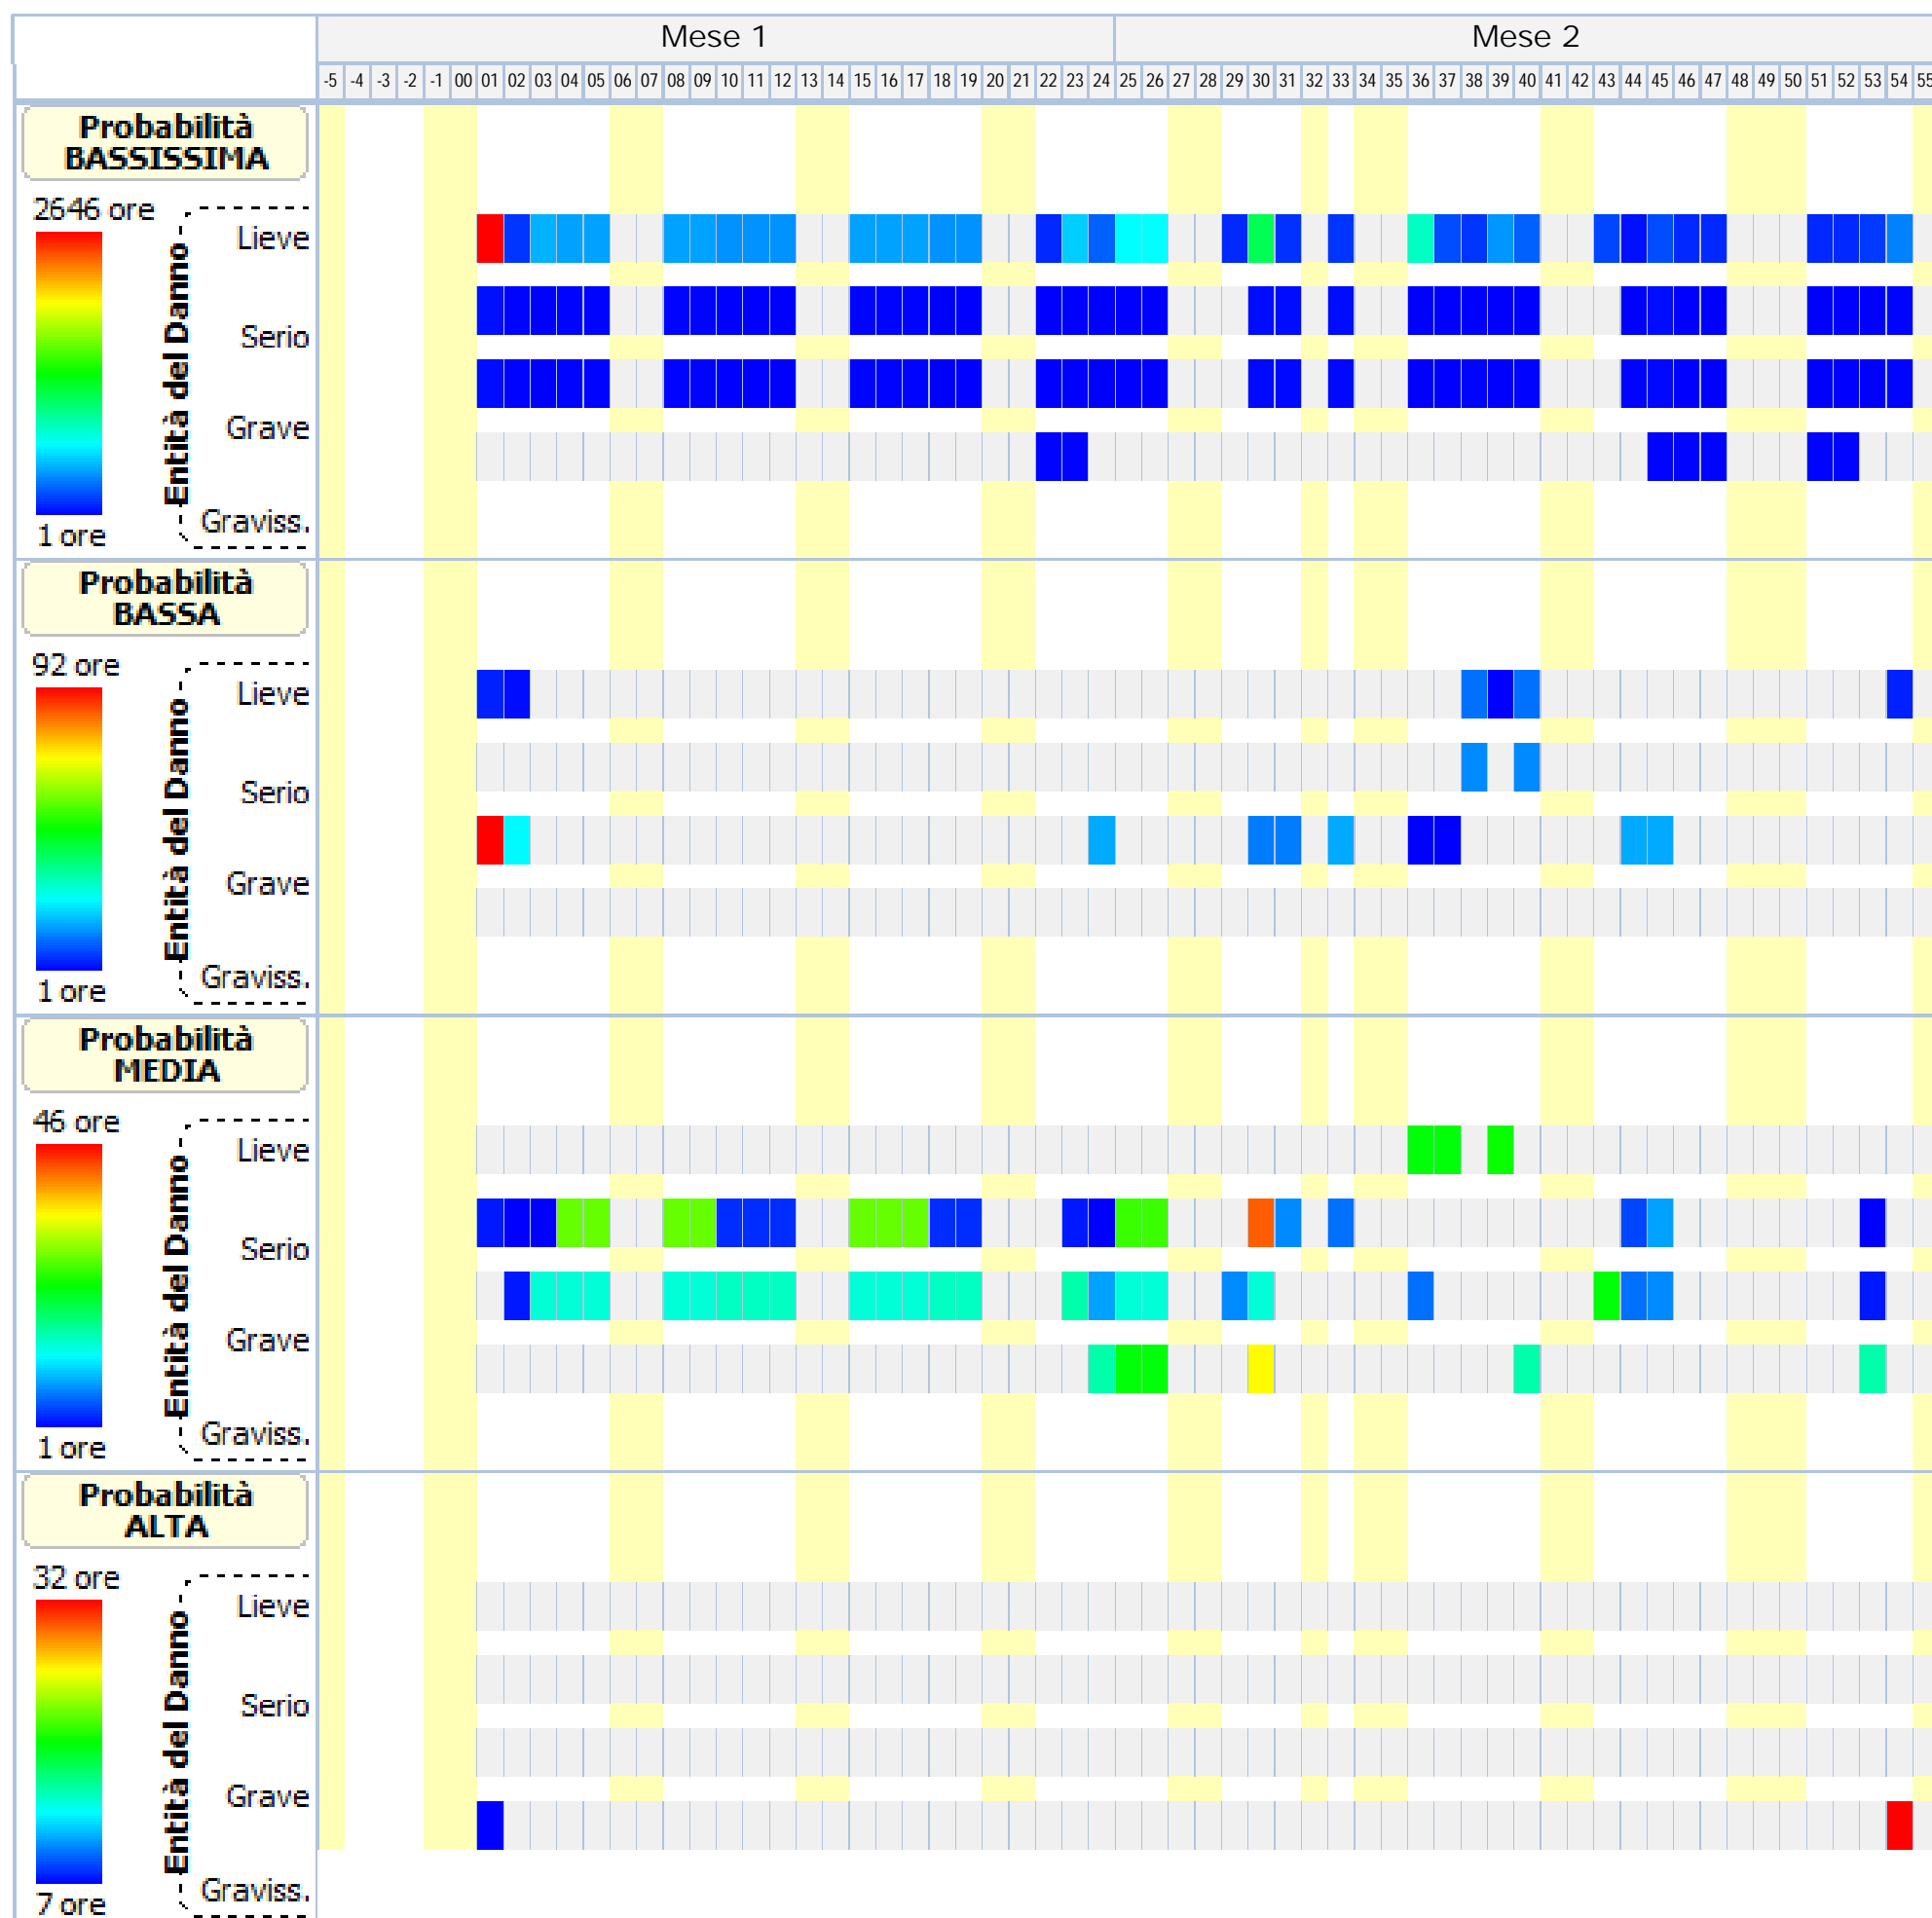 Mese 1 Mese 2
-5 -4 -3 -2 -1 00 01 02 03 04 05 06 07 08 09 10 11 12 13 14 15 16 17 18 19 20 21 22 23 24 25 26 27 28 29 30 31 32 33 34 35 36 37 38 39 40 41 42 43 44 45 46 47 48 49 50 51 52 53 54 55
Probabilità
BASSISSIMA
2646 ore
Entità del Danno
Lieve
Serio
Grave
Graviss.
1 ore
Probabilità
BASSA
92 ore
Entità del Danno
Lieve
Serio
Grave
Graviss.
1 ore
Probabilità
MEDIA
46 ore
Entità del Danno
Lieve
Serio
Grave
Graviss.
1 ore
Probabilità
ALTA
32 ore
Entità del Danno
Lieve
Serio
Grave
Graviss.
7 ore